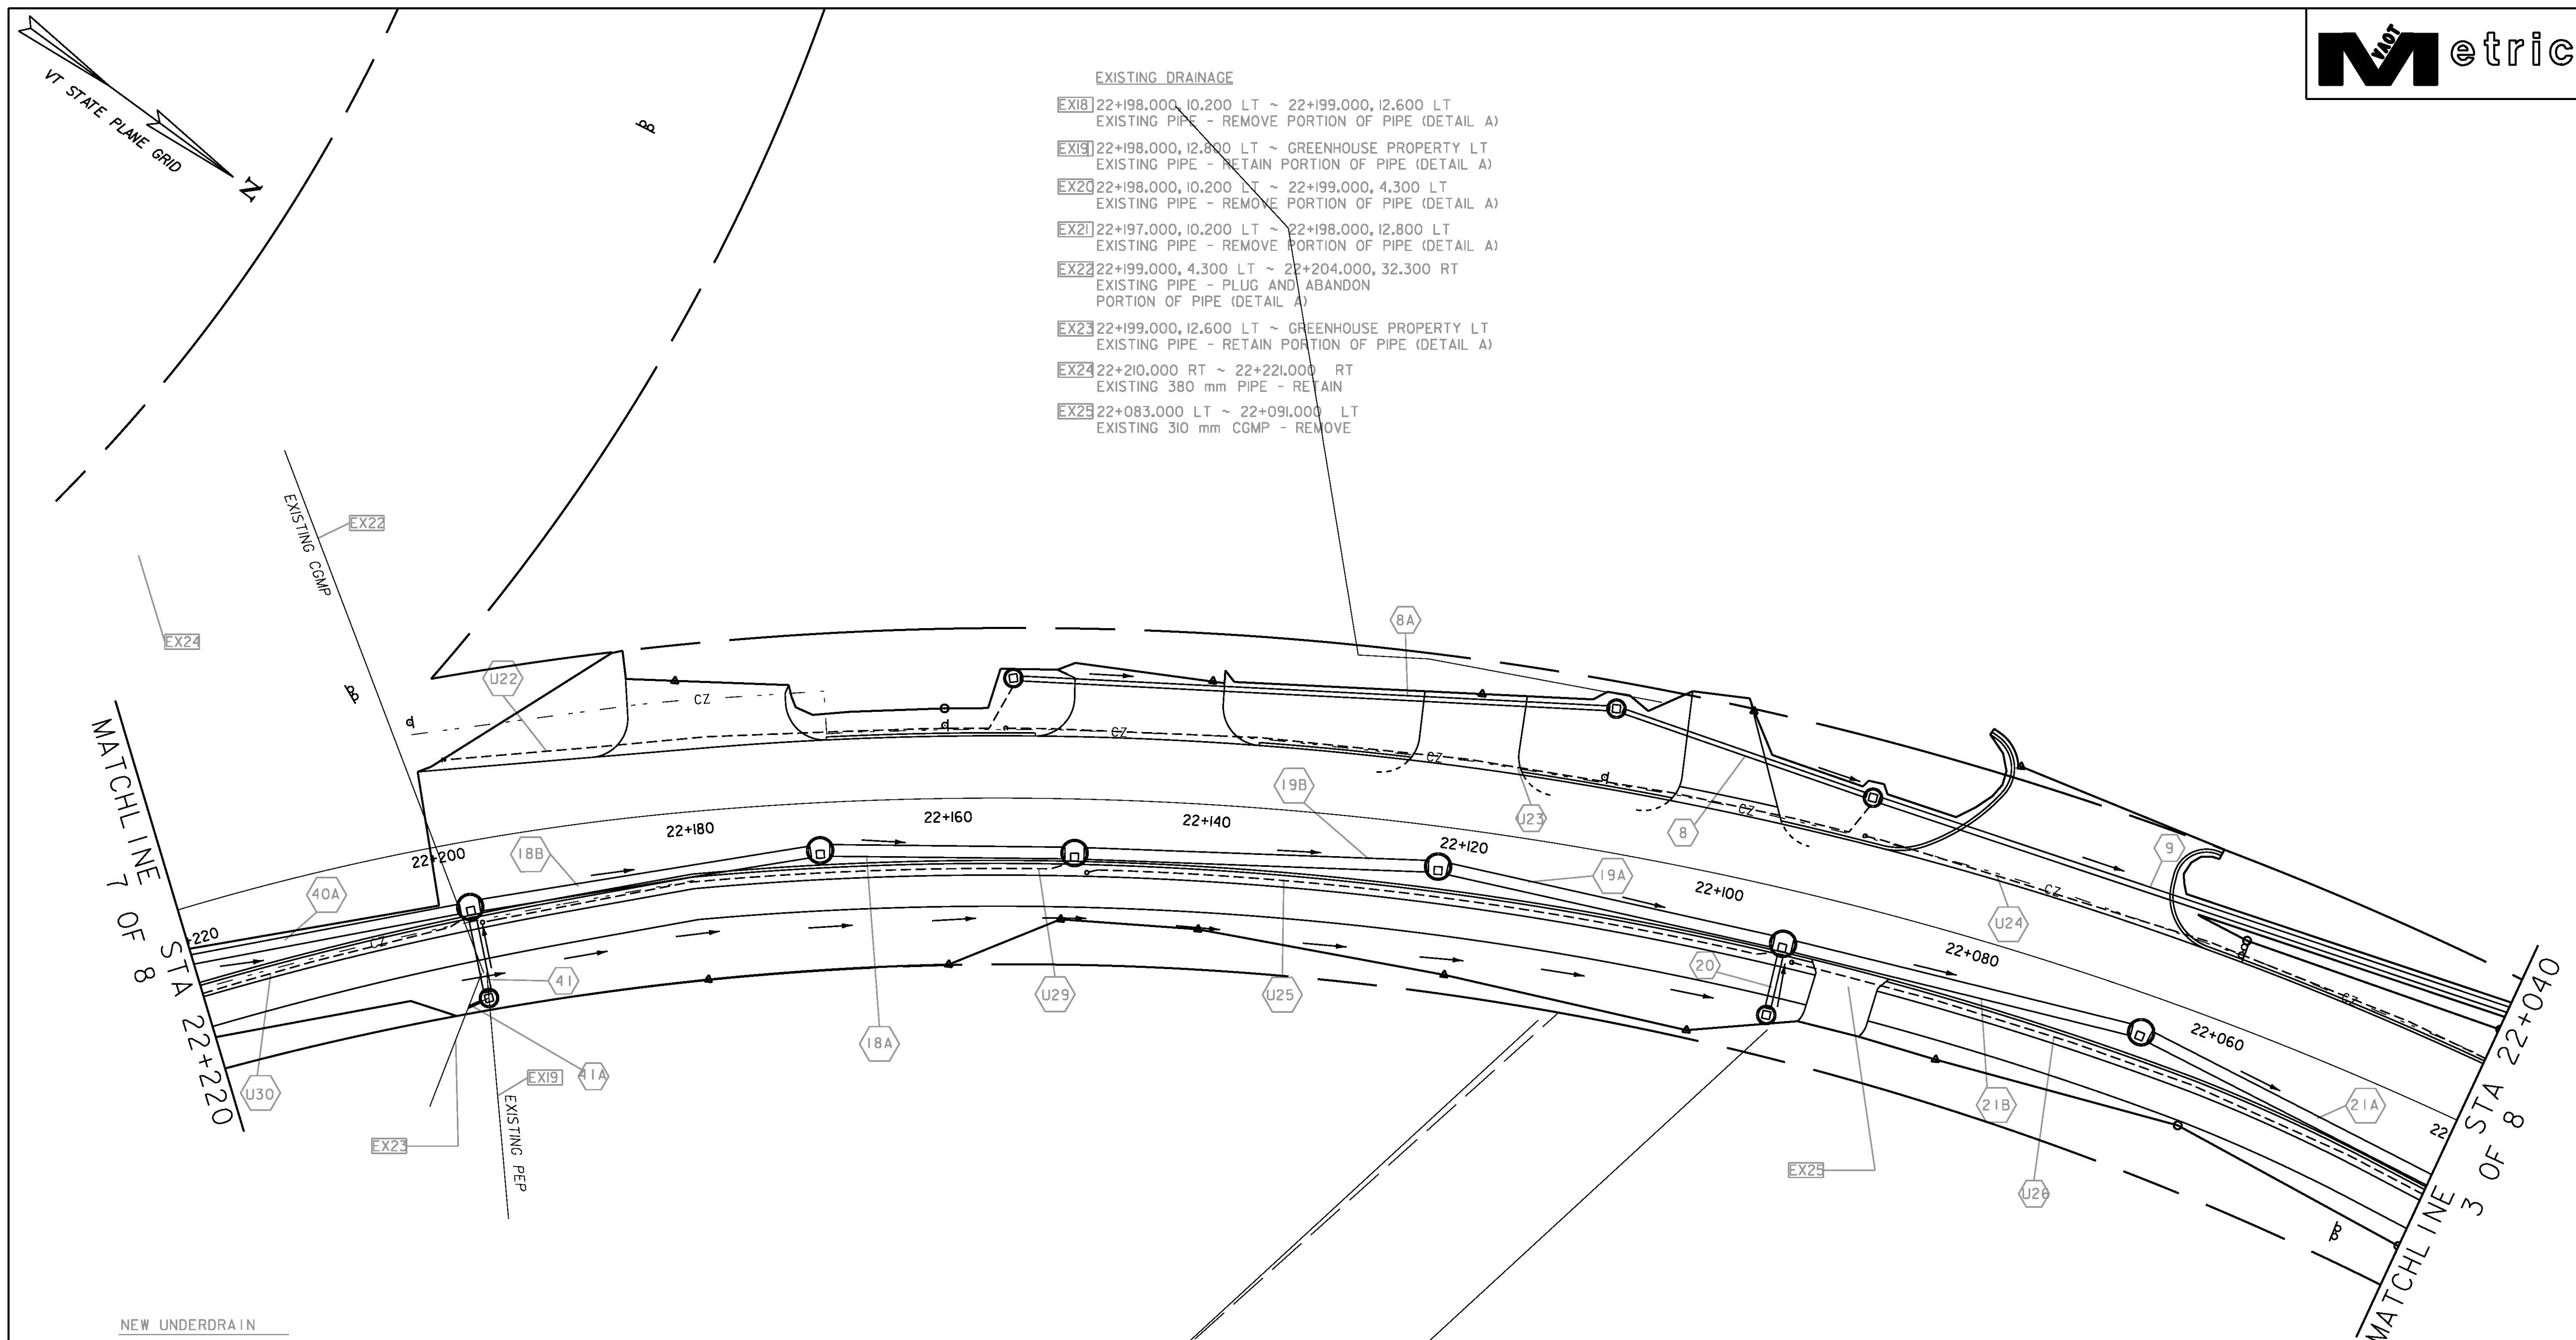 VAOT
Metric
VT STATE PLANE GRID
N
EXISTING DRAINAGE
EX18 22+198.000, 10.200 LT ~ 22+199.000, 12.600 LT
EXISTING PIPE - REMOVE PORTION OF PIPE (DETAIL A)
EX19 22+198.000, 12.800 LT ~ GREENHOUSE PROPERTY LT
EXISTING PIPE - RETAIN PORTION OF PIPE (DETAIL A)
EX20 22+198.000, 10.200 LT ~ 22+199.000, 4.300 LT
EXISTING PIPE - REMOVE PORTION OF PIPE (DETAIL A)
EX21 22+197.000, 10.200 LT ~ 22+198.000, 12.800 LT
EXISTING PIPE - REMOVE PORTION OF PIPE (DETAIL A)
EX22 22+199.000, 4.300 LT ~ 22+204.000, 32.300 RT
EXISTING PIPE - PLUG AND ABANDON
PORTION OF PIPE (DETAIL A)
EX23 22+199.000, 12.600 LT ~ GREENHOUSE PROPERTY LT
EXISTING PIPE - RETAIN PORTION OF PIPE (DETAIL A)
EX24 22+210.000 RT ~ 22+221.000 RT
EXISTING 380 mm PIPE - RETAIN
EX25 22+083.000 LT ~ 22+091.000 LT
EXISTING 310 mm CGMP - REMOVE
EXISTING CGMP
EX22
EX24
8A
U22
CZ
CZ
CZ
CZ
U23
8
19B
9
CZ
22+180
22+160
22+140
22+120
22+100
22+080
22+060
22
22+200
+220
18B
40A
CZ
19A
U24
CZ
20
41
U29
U25
18A
U30
EX19
41A
EXISTING PEP
EX23
EX25
21B
U26
21A
MATCHLINE STA 22+220
7 OF 8
MATCHLINE STA 22+040
3 OF 8
NEW UNDERDRAIN